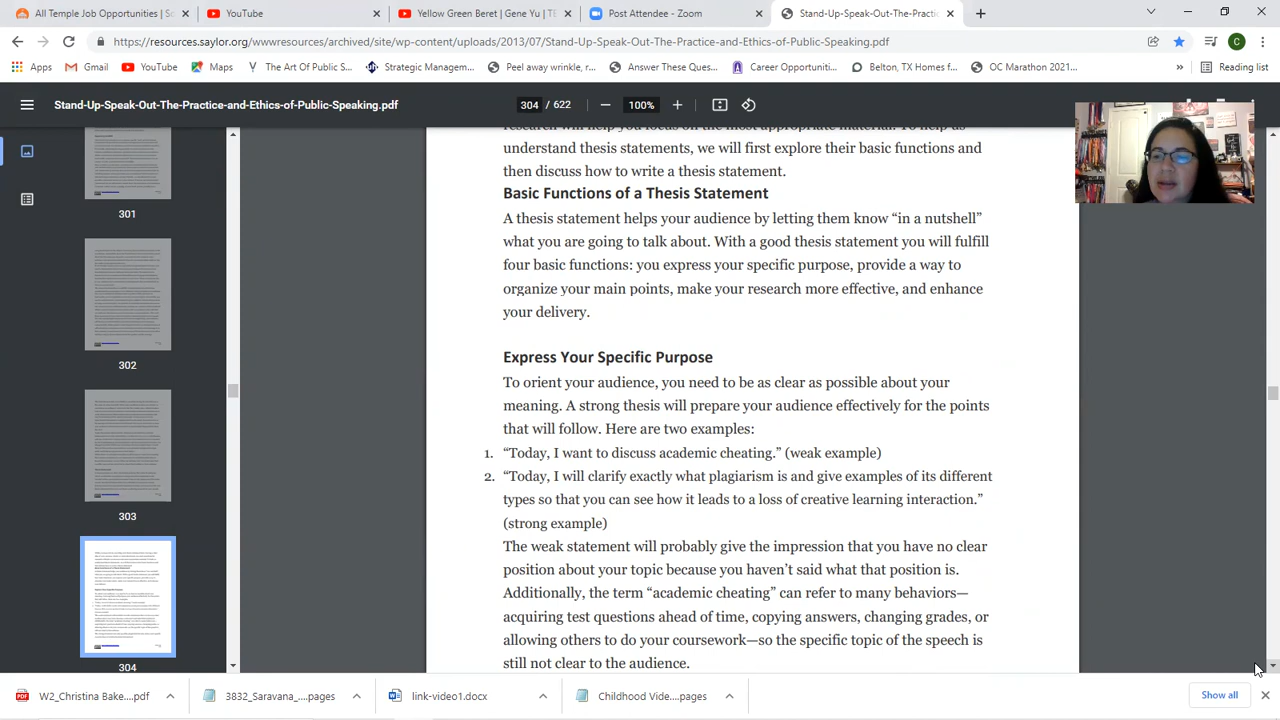 All Temple Job Opportunities | So
YouTube
Yellow Green Beret | Gene Yu | TE
Post Attendee - Zoom
Stand-Up-Speak-Out-The-Practic
https://resources.saylor.org/wwwresources/archived/site/wp-content/uploads/2013/07/Stand-Up-Speak-Out-The-Practice-and-Ethics-of-Public-Speaking.pdf
C
Apps
Gmail
YouTube
Maps
The Art Of Public S...
Strategic Managem...
Peel away wrinkle, r...
Answer These Que...
Career Opportuniti...
Belton, TX Homes f...
OC Marathon 2021...
»
Reading list
Stand-Up-Speak-Out-The-Practice-and-Ethics-of-Public-Speaking.pdf
304 / 622
100%
301
302
303
304
understand thesis statements, we will first explore their basic functions and
then discuss how to write a thesis statement.
Basic Functions of a Thesis Statement
A thesis statement helps your audience by letting them know “in a nutshell”
what you are going to talk about. With a good thesis statement you will fulfill
four basic functions: you express your specific purpose, provide a way to
organize your main points, make your research more effective, and enhance
your delivery.
Express Your Specific Purpose
To orient your audience, you need to be as clear as possible about your
meaning. A strong thesis will prepare your audience effectively for the points
that will follow. Here are two examples:
1. “Today, I want to discuss academic cheating.” (weak example)
2. “Today, I will clarify exactly what plagiarism is and give examples of its different
types so that you can see how it leads to a loss of creative learning interaction.”
(strong example)
The weak statement will probably give the impression that you have no clear
position about your topic because you haven’t said what that position is.
Additionally, the term “academic cheating” can refer to many behaviors—
acquiring test questions ahead of time, copying answers, changing grades, or
allowing others to do your coursework—so the specific topic of the speech is
still not clear to the audience.
W2_Christina Bake....pdf
3832_Saravana_....pages
link-video1.docx
Childhood Vide....pages
Show all